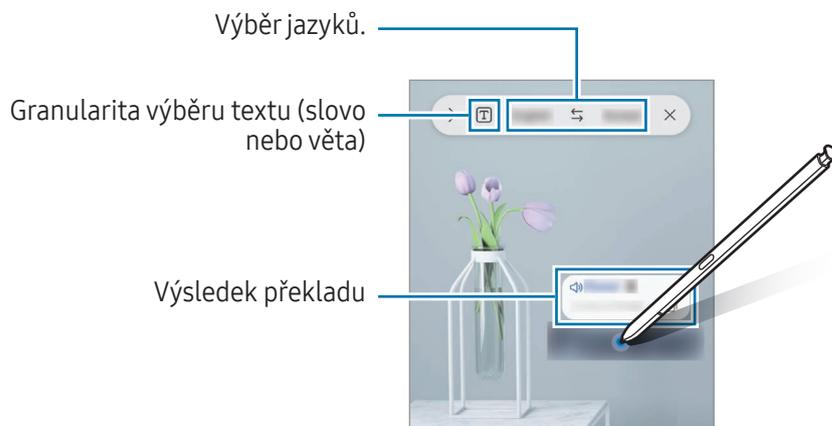 Výběr jazyků.
Granularita výběru textu (slovo
nebo věta)
T
Výsledek překladu